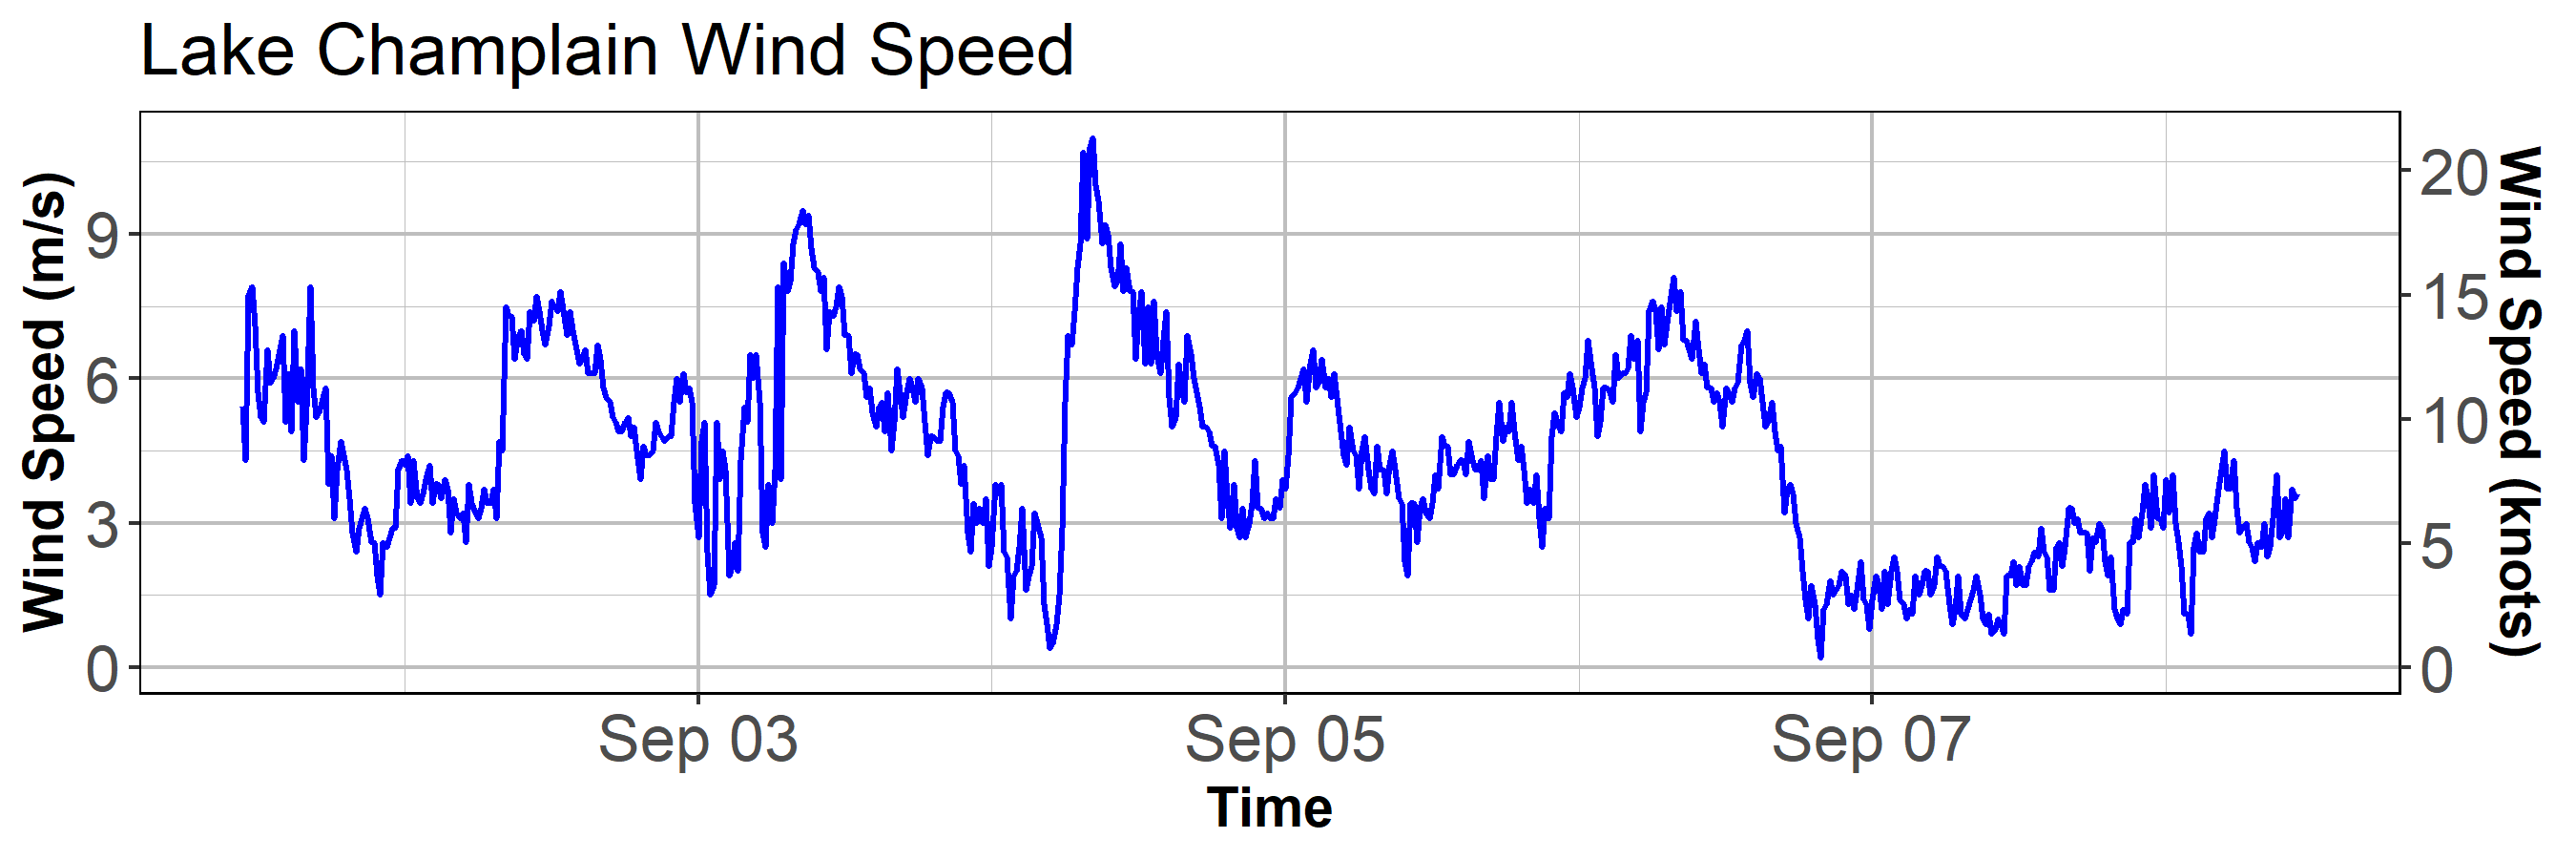 Lake Champlain Wind Speed
Wind Speed (m/s)
9
6
3
0
20
15
10
5
0
Wind Speed (knots)
Sep 03 Sep 05 Sep 07
Time